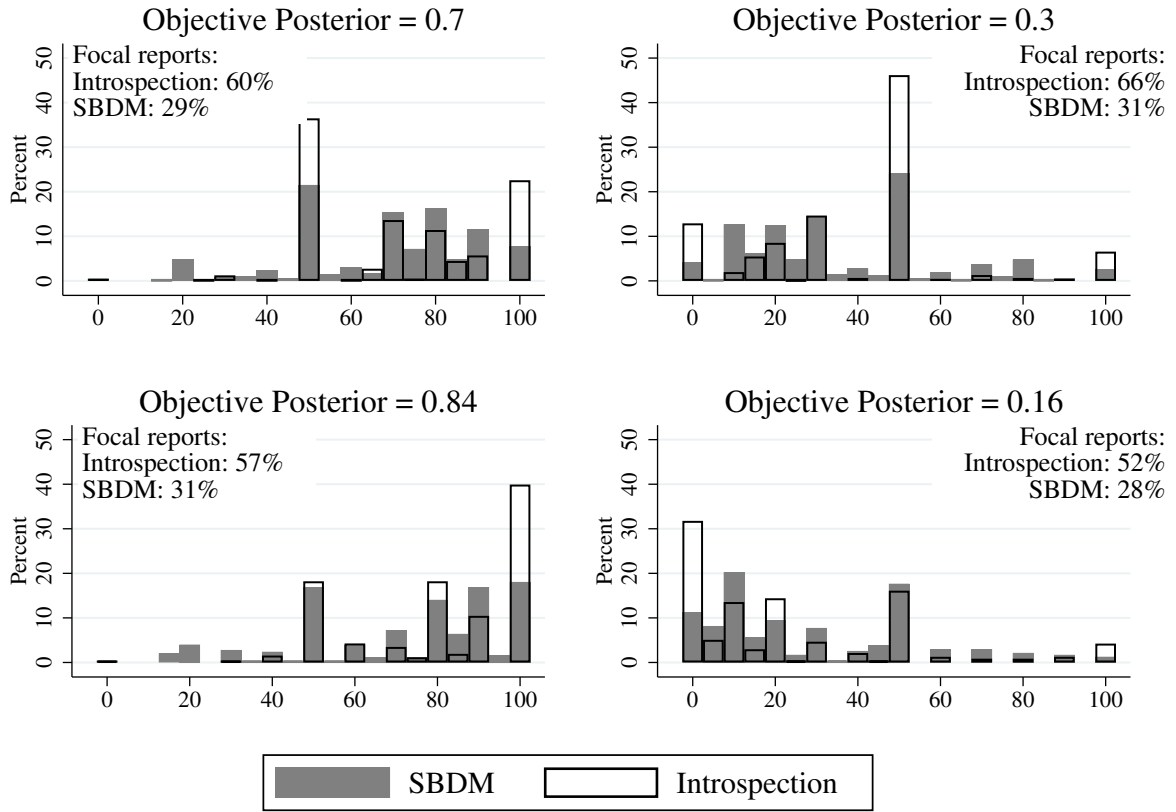 Objective Posterior = 0.7
Focal reports:
Introspection: 60%
SBDM: 29%
Percent
50
40
30
20
10
0
0 20 40 60 80 100
Objective Posterior = 0.3
Focal reports:
Introspection: 66%
SBDM: 31%
Percent
50
40
30
20
10
0
0 20 40 60 80 100
Objective Posterior = 0.84
Focal reports:
Introspection: 57%
SBDM: 31%
Percent
50
40
30
20
10
0
0 20 40 60 80 100
Objective Posterior = 0.16
Focal reports:
Introspection: 52%
SBDM: 28%
Percent
50
40
30
20
10
0
0 20 40 60 80 100
SBDM Introspection